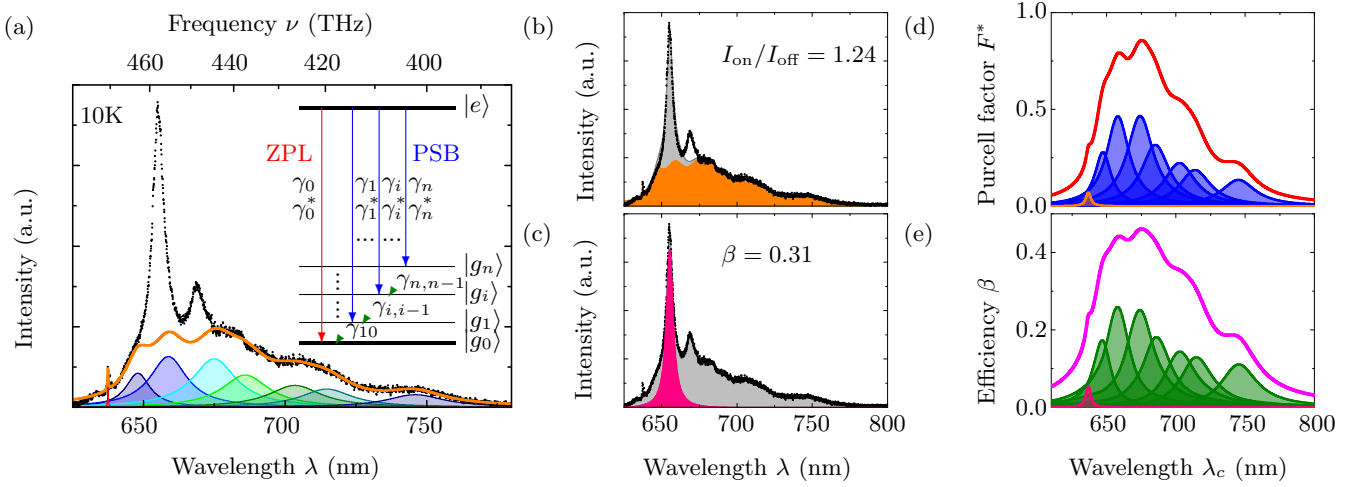 (a)
Frequency ν (THz)
460 440 420 400
10K
|e⟩
ZPL
PSB
γ0 γ1 γi γn
γ0* γ1* γi* γn*
|gn⟩
γn,n−1
|gi⟩
γi,i−1
|g1⟩
γ10
|g0⟩
Intensity (a.u.)
650 700 750
Wavelength λ (nm)
(b)
Intensity (a.u.)
Ion/Ioff = 1.24
(c)
Intensity (a.u.)
β = 0.31
650 700 750 800
Wavelength λ (nm)
(d)
Purcell factor F*
1.0
0.5
0.0
(e)
Efficiency β
0.4
0.2
0.0
650 700 750 800
Wavelength λc (nm)